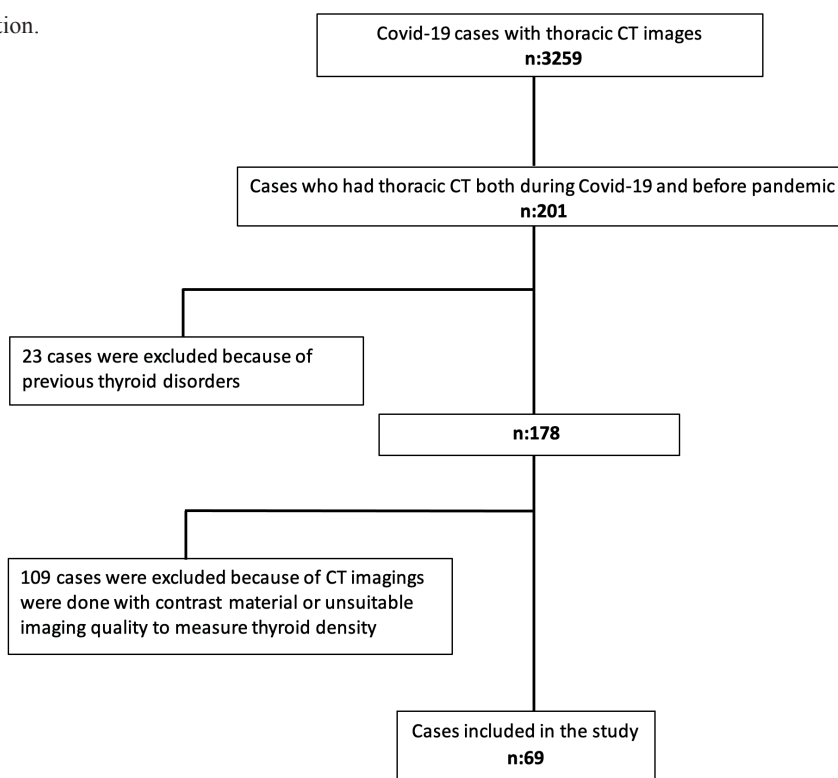 Covid-19 cases with thoracic CT images
n:3259
Cases who had thoracic CT both during Covid-19 and before pandemic
n:201
23 cases were excluded because of
previous thyroid disorders
n:178
109 cases were excluded because of CT imagings
were done with contrast material or unsuitable
imaging quality to measure thyroid density
Cases included in the study
n:69